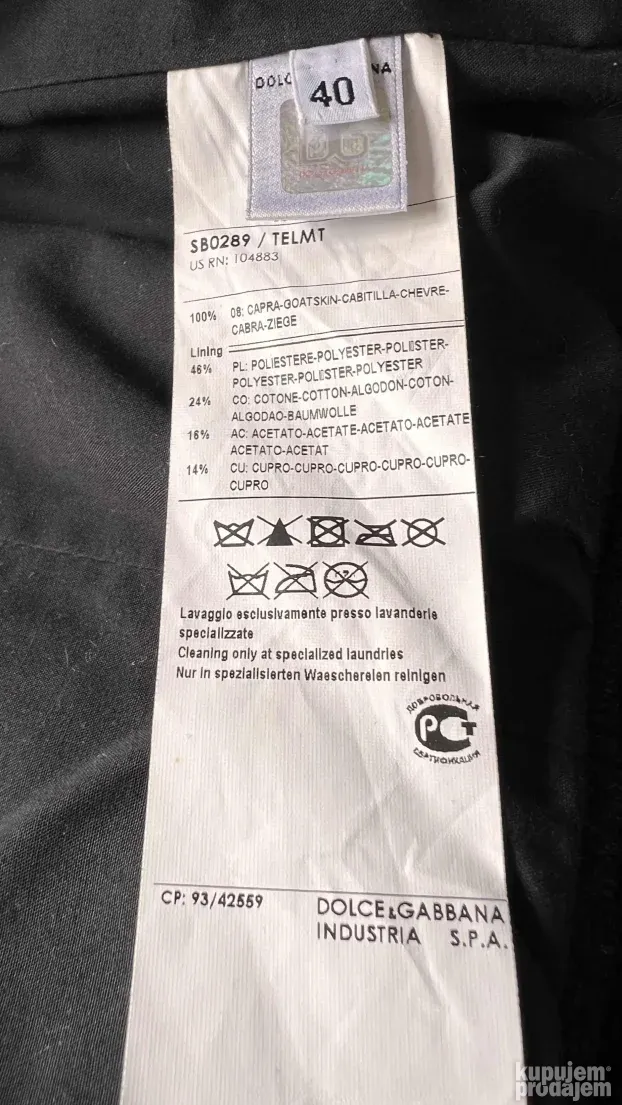 40
SB0289 / TELMT
US RN: 104883
100% 08: CAPRA-GOATSKIN-CABITILLA-CHEVRE-
CABRA-ZIEGE
Lining
46% PL: POLIESTERE-POLYESTER-POLIESTER-
POLYESTER-POLIESTER-POLYESTER
24% CO: COTONE-COTTON-ALGODON-COTON-
ALGODAO-BAUMWOLLE
16% AC: ACETATO-ACETATE-ACETATO-ACETATE
ACETATO-ACETAT
14% CU: CUPRO-CUPRO-CUPRO-CUPRO-CUPRO-
CUPRO
Lavaggio esclusivamente presso lavanderie
specializzate
Cleaning only at specialized laundries
Nur in spezialisierten Waeschereien reinigen
ДОБРОВОЛЬНАЯ
РСТ
СЕРТИФИКАЦИЯ
CP: 93/42559
DOLCE&GABBANA
INDUSTRIA S.P.A.
kupujem
prodajem